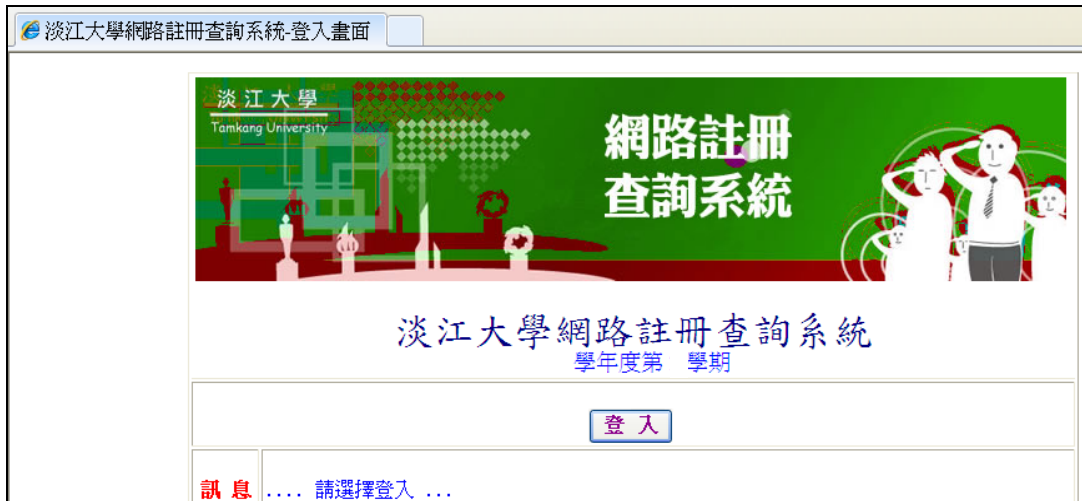 淡江大學網路註冊查詢系統-登入畫面
淡江大學
Tamkang University
網路註冊
查詢系統
淡江大學網路註冊查詢系統
學年度第 學期
登 入
訊 息 .... 請選擇登入 ...